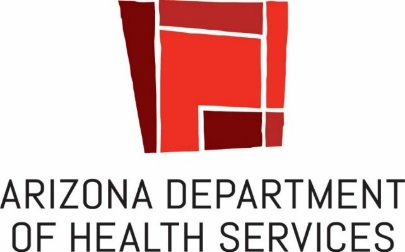 ARIZONA DEPARTMENT
OF HEALTH SERVICES